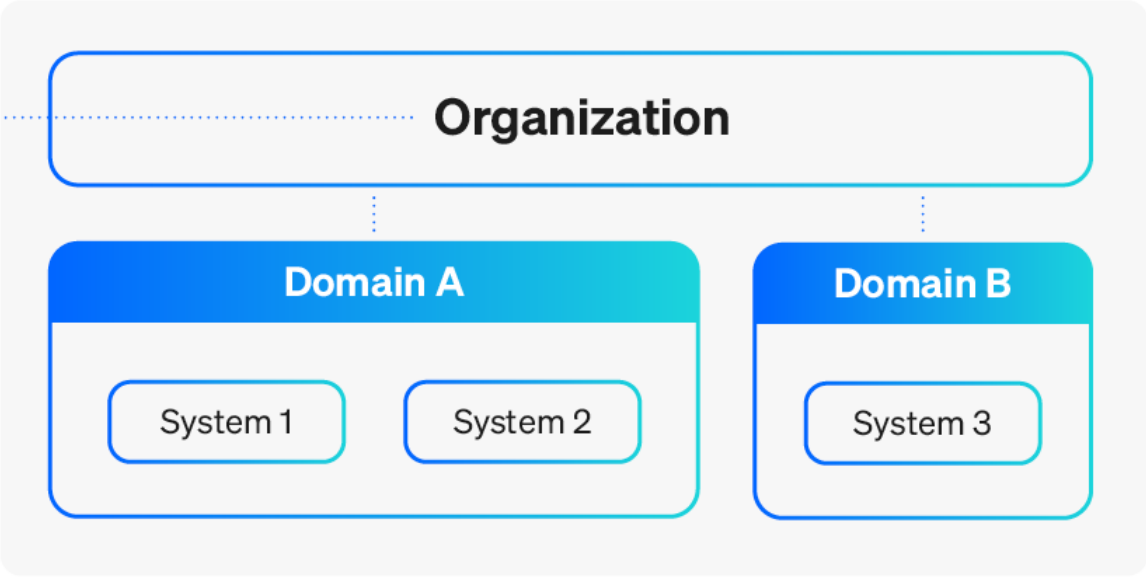 Organization
Domain A
Domain B
System 1
System 2
System 3